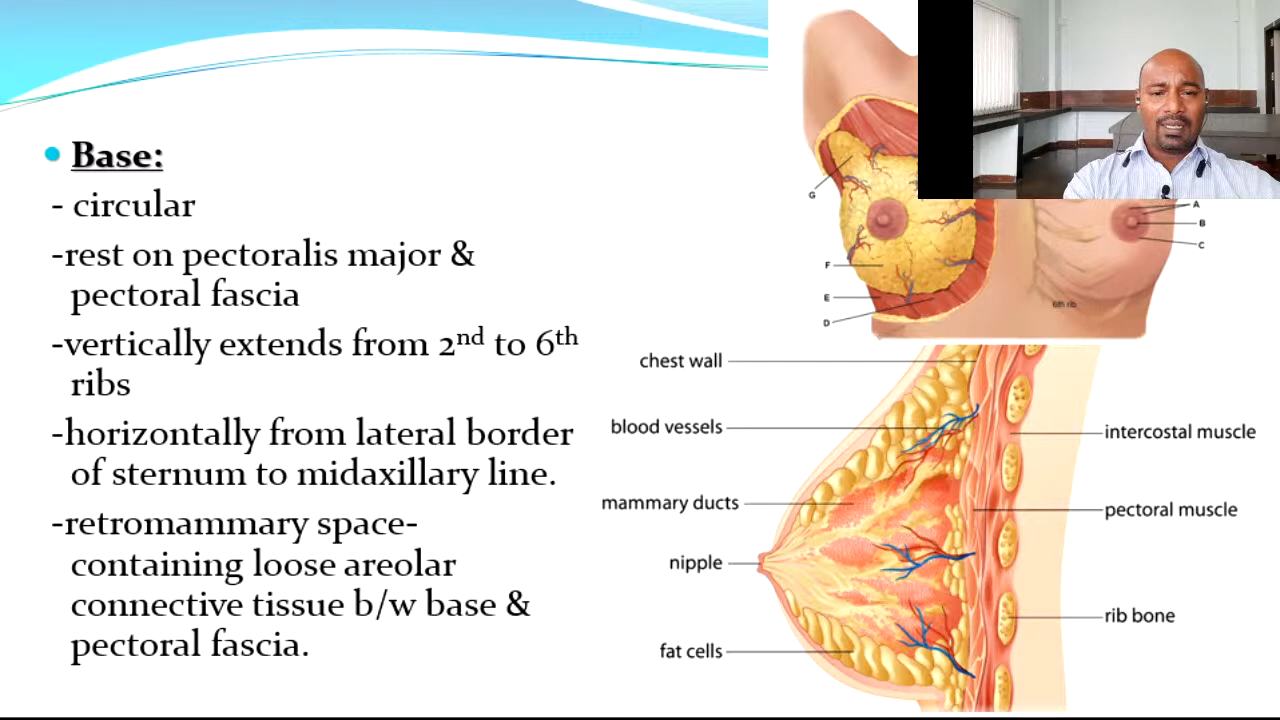 Base:
- circular
-rest on pectoralis major &
pectoral fascia
-vertically extends from 2nd to 6th
ribs
-horizontally from lateral border
of sternum to midaxillary line.
-retromammary space-
containing loose areolar
connective tissue b/w base &
pectoral fascia.
G
F
E
D
A
B
C
6th rib
chest wall
blood vessels
mammary ducts
nipple
fat cells
intercostal muscle
pectoral muscle
rib bone